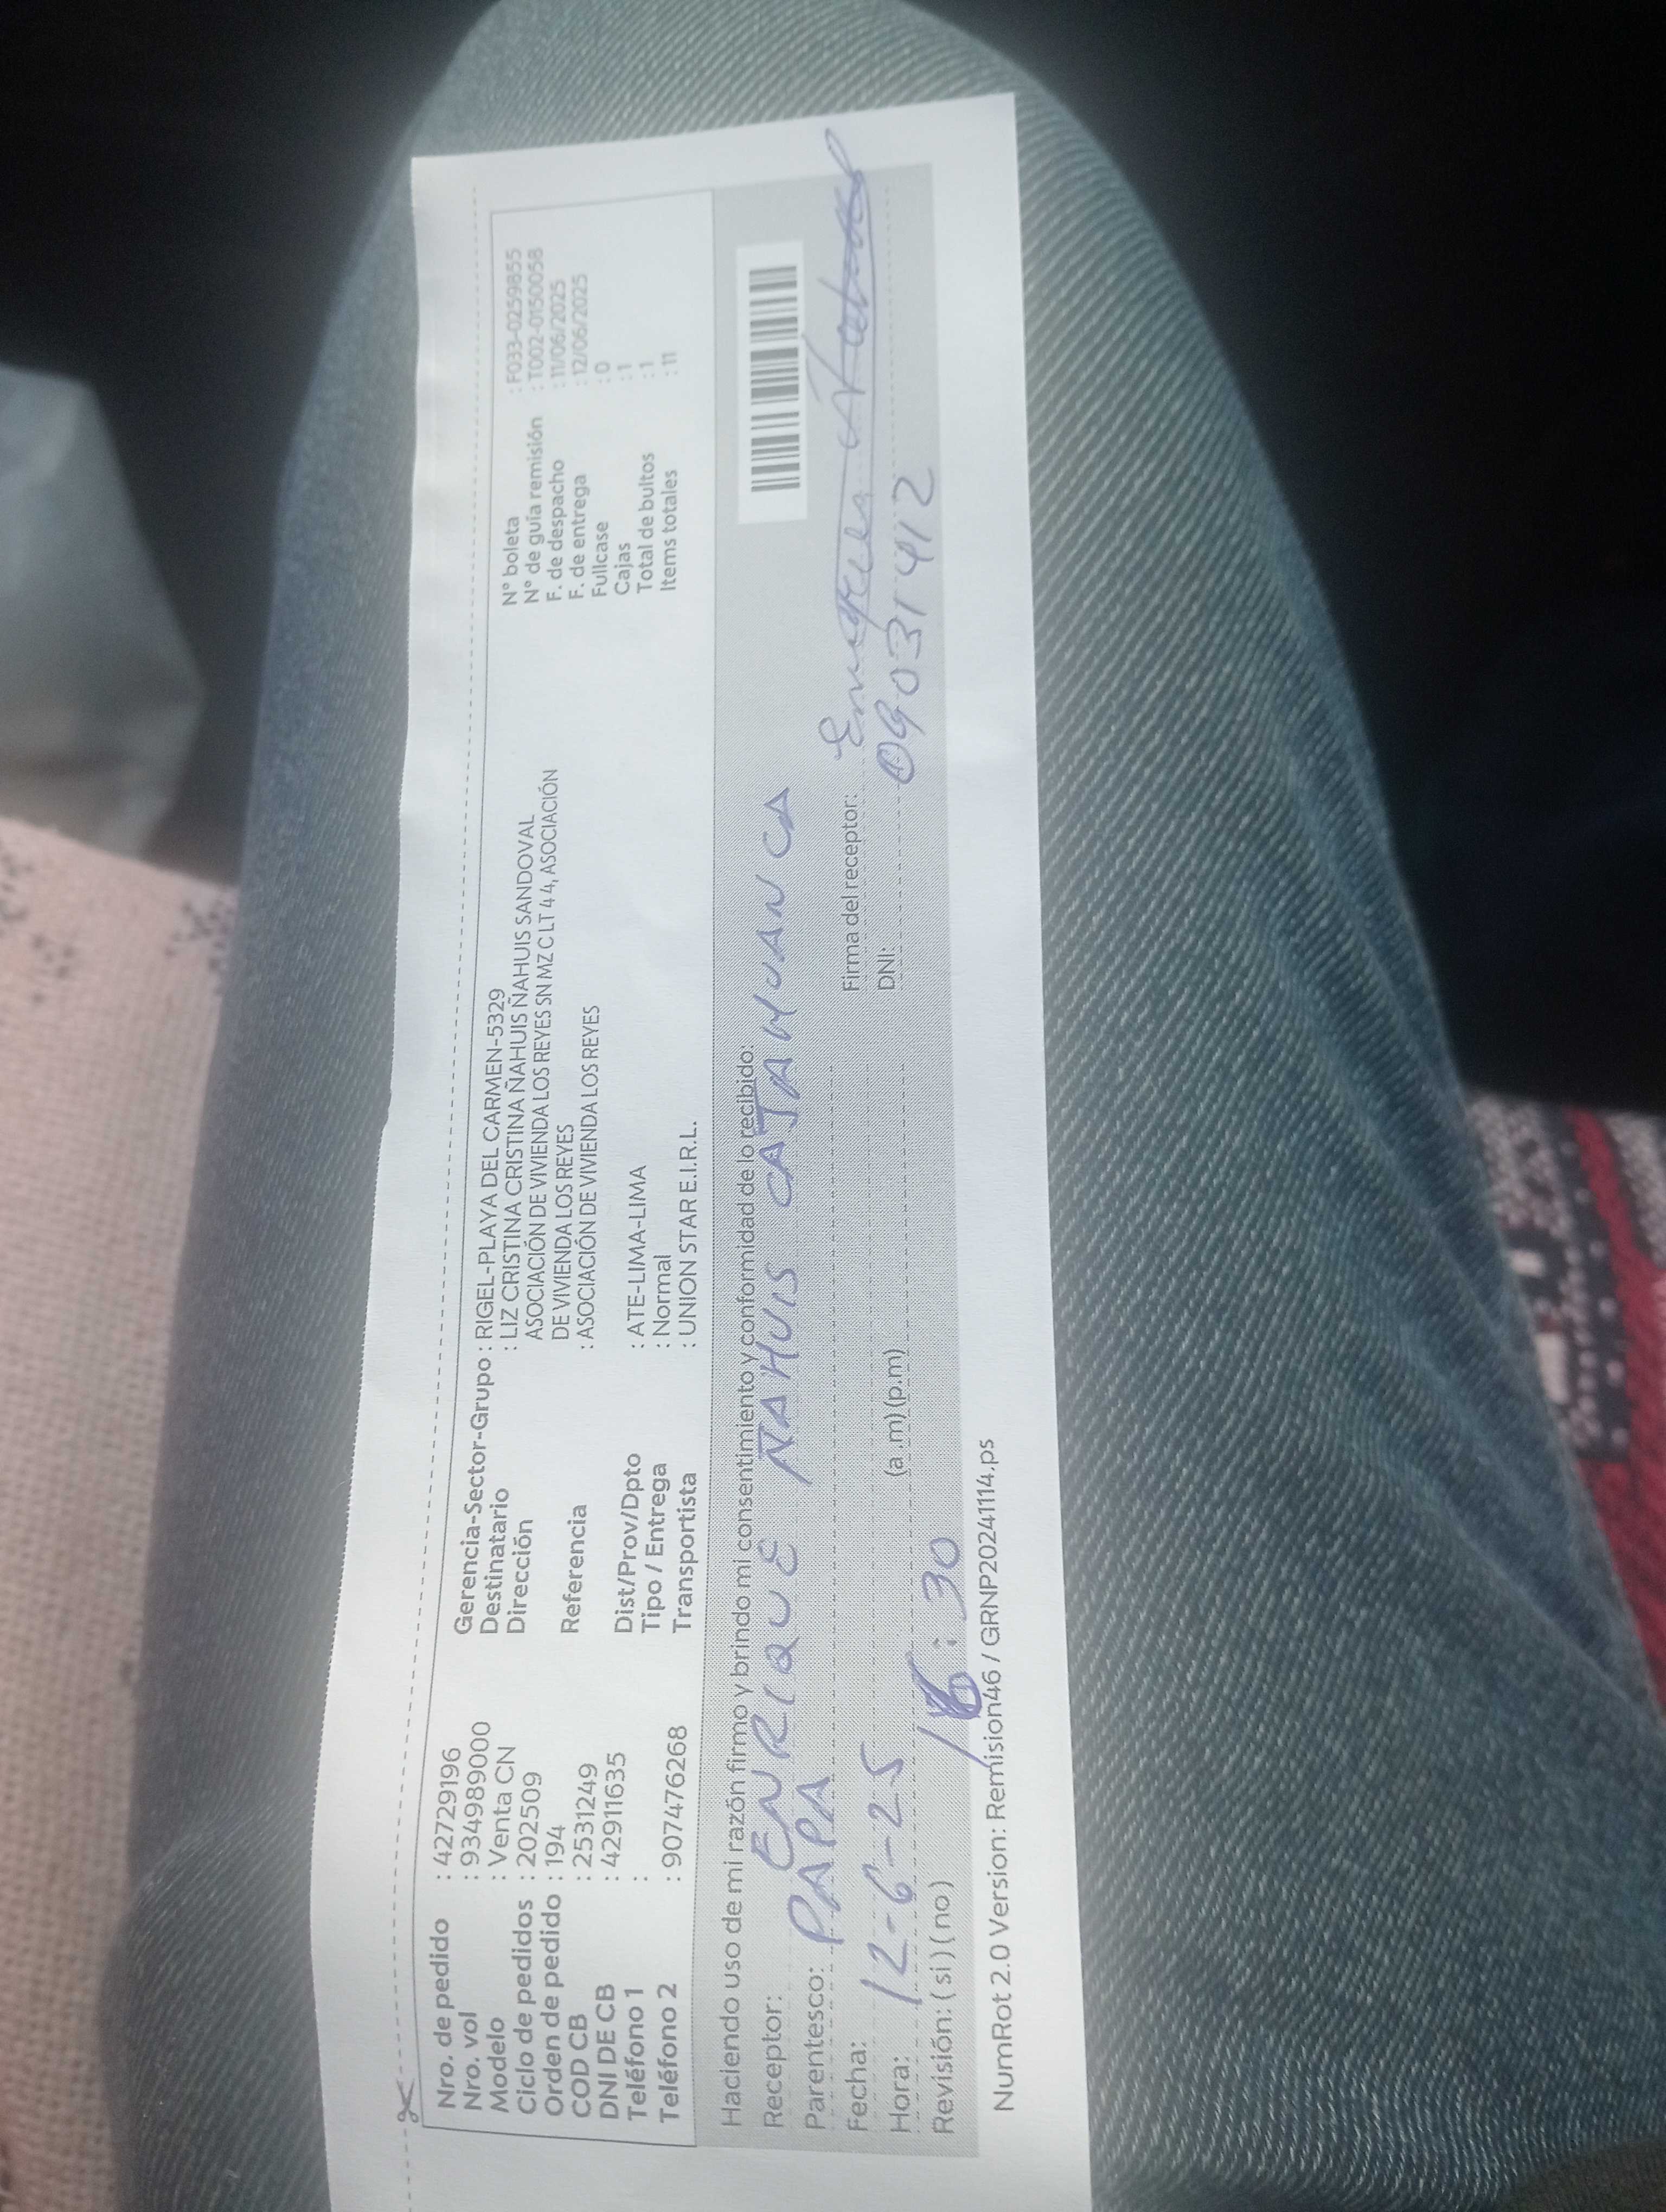 Nro. de pedido : 42729196
Nro. vol : 934989000
Modelo : Venta CN
Ciclo de pedidos : 202509
Orden de pedido : 194
COD CB : 2531249
DNI DE CB : 42911635
Teléfono 1 :
Teléfono 2 : 907476268
Gerencia-Sector-Grupo : RIGEL-PLAYA DEL CARMEN-5329
Destinatario : LIZ CRISTINA CRISTINA ÑAHUIS ÑAHUIS SANDOVAL
Dirección ASOCIACIÓN DE VIVIENDA LOS REYES SN MZ C LT 4 4, ASOCIACIÓN
DE VIVIENDA LOS REYES
Referencia : ASOCIACIÓN DE VIVIENDA LOS REYES
Dist/Prov/Dpto : ATE-LIMA-LIMA
Tipo / Entrega : Normal
Transportista : UNION STAR E.I.R.L.
N° boleta : F033-0259855
N° de guía remisión : T002-0150058
F. de despacho : 11/06/2025
F. de entrega : 12/06/2025
Fullcase : 0
Cajas : 1
Total de bultos : 1
Items totales : 11
Haciendo uso de mi razón firmo y brindo mi consentimiento y conformidad de lo recibido:
Receptor: ENRIQUE ÑAHUIS CAJAHUANCA
Parentesco: PAPA
Fecha: 12-6-25
Hora: 16:30 (a.m) (p.m)
Revisión: ( si ) ( no )
Firma del receptor:
DNI:
NumRot 2.0 Version: Remision46 / GRNP20241114.ps